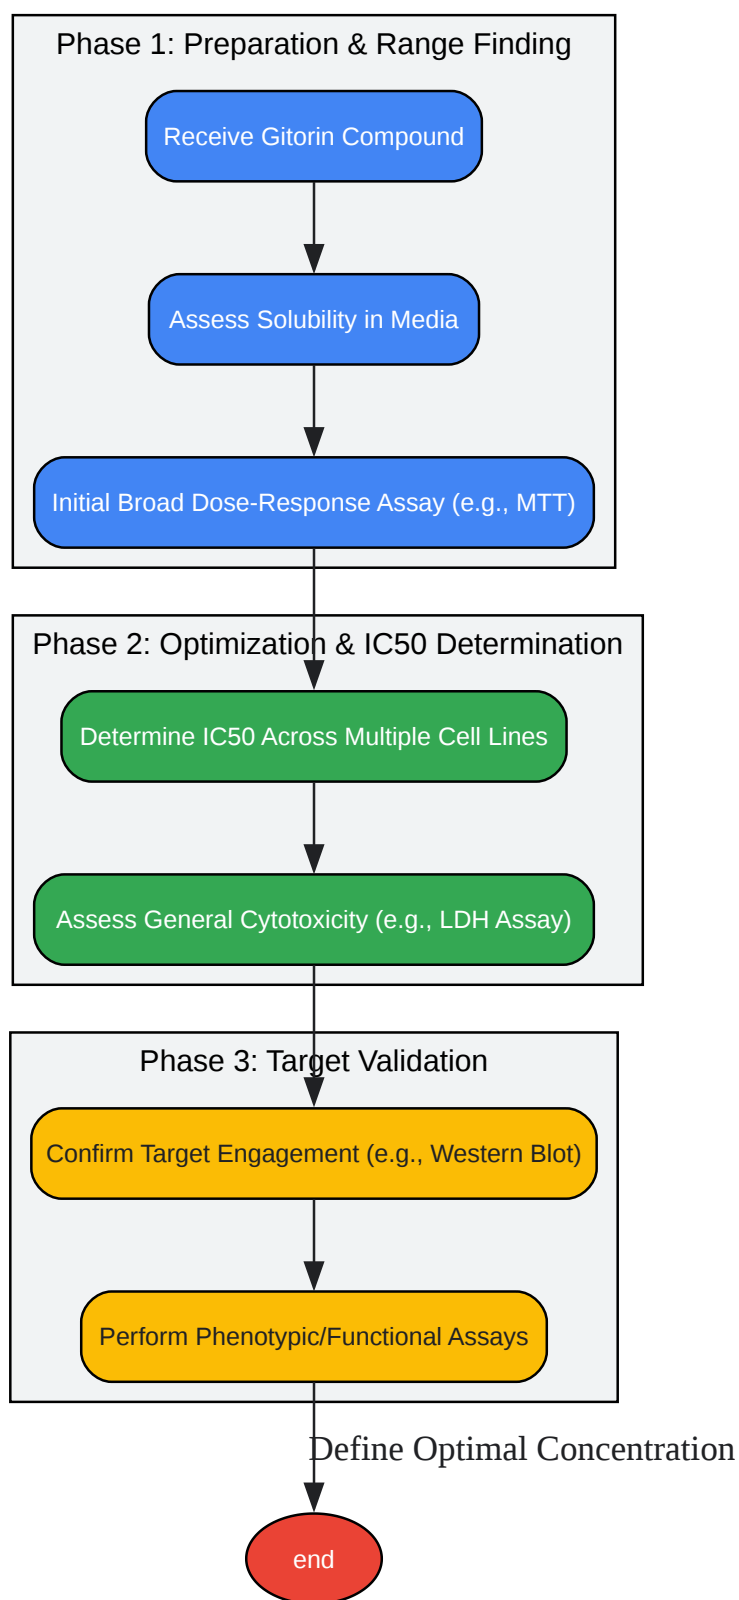 Phase 1: Preparation & Range Finding
Receive Gitorin Compound
Assess Solubility in Media
Initial Broad Dose-Response Assay (e.g., MTT)
Phase 2: Optimization & IC50 Determination
Determine IC50 Across Multiple Cell Lines
Assess General Cytotoxicity (e.g., LDH Assay)
Phase 3: Target Validation
Confirm Target Engagement (e.g., Western Blot)
Perform Phenotypic/Functional Assays
Define Optimal Concentration
end